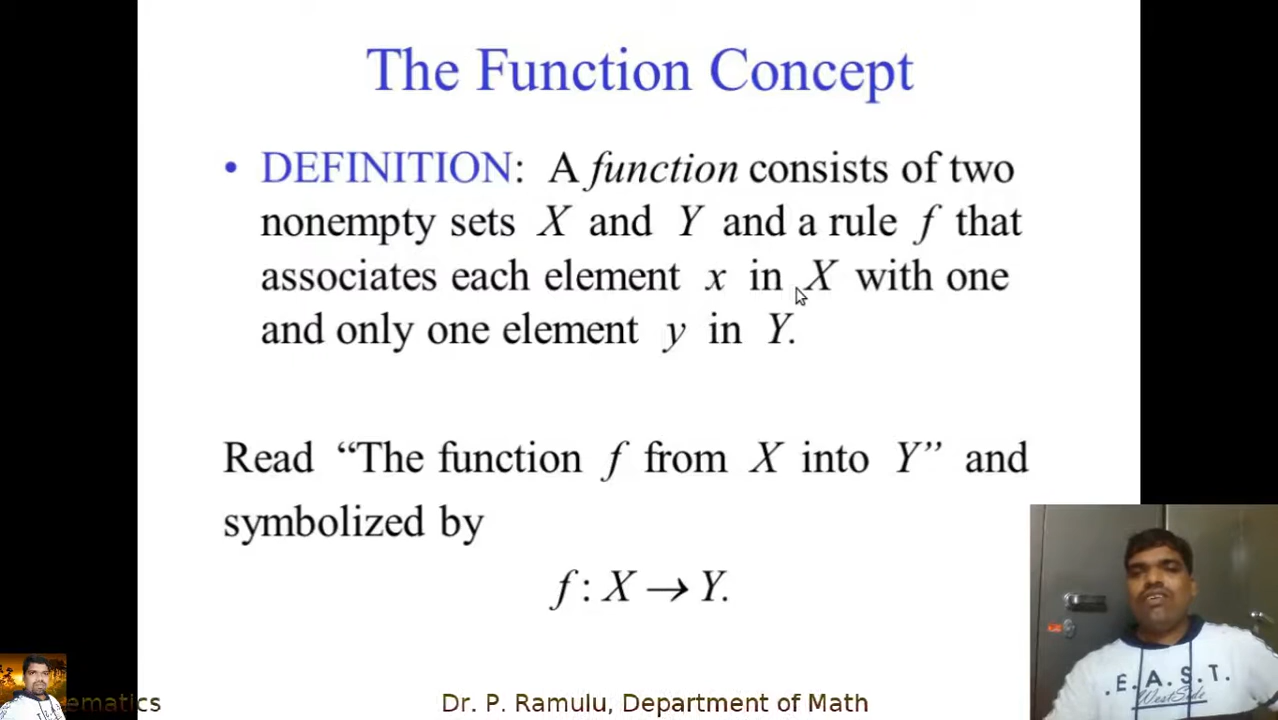 The Function Concept
• DEFINITION: A function consists of two
nonempty sets X and Y and a rule f that
associates each element x in X with one
and only one element y in Y.
Read “The function f from X into Y” and
symbolized by
f : X → Y.
.E.A.S.T.
WestSide
ematics
Dr. P. Ramulu, Department of Math